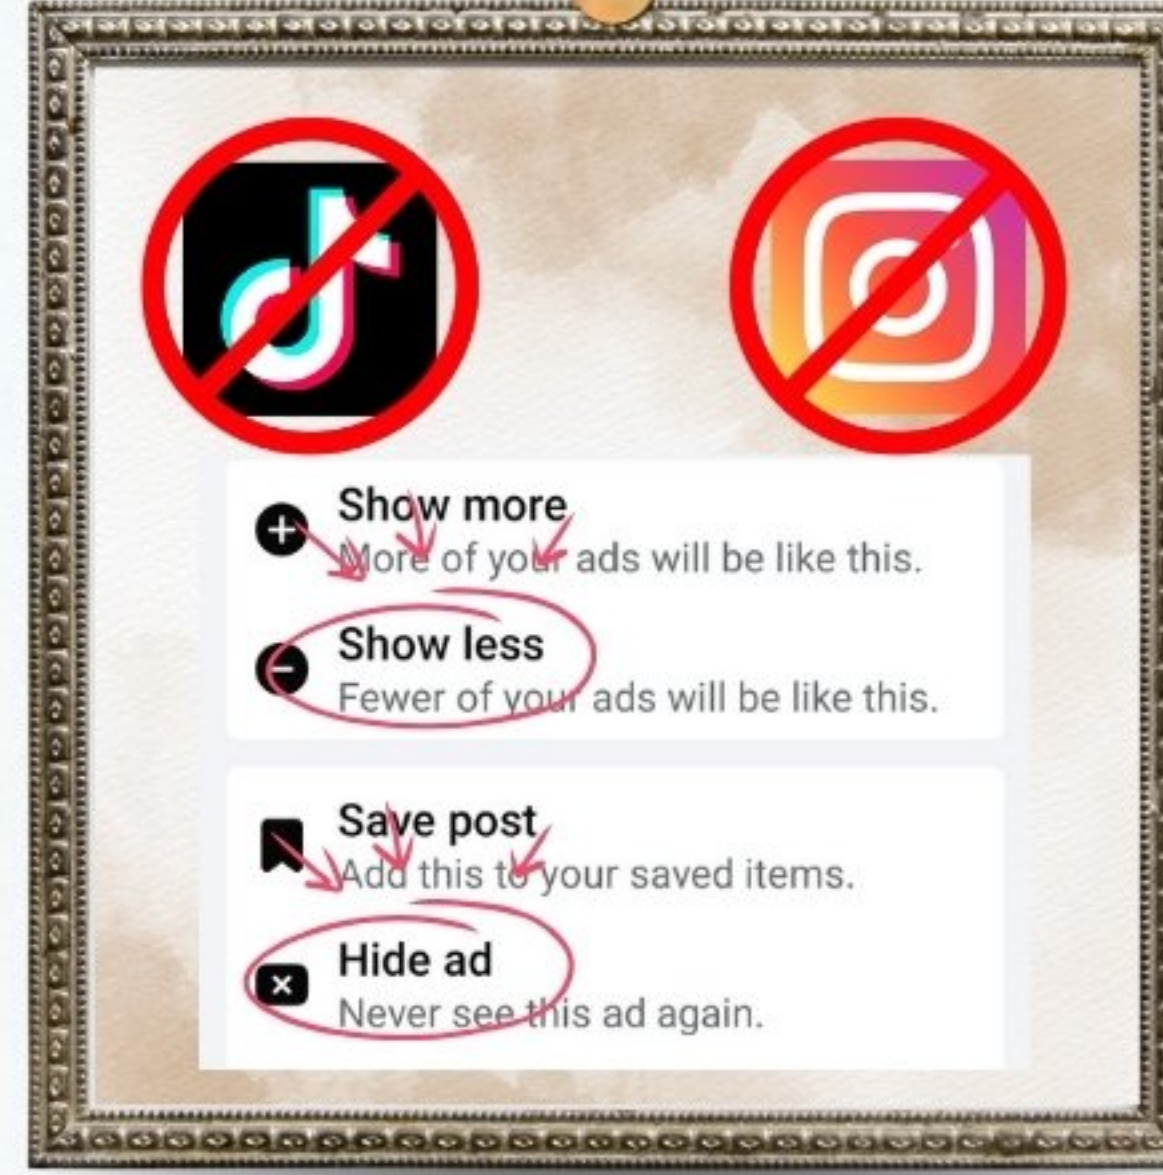 Show more
More of your ads will be like this.
Show less
Fewer of your ads will be like this.
Save post
Add this to your saved items.
Hide ad
Never see this ad again.